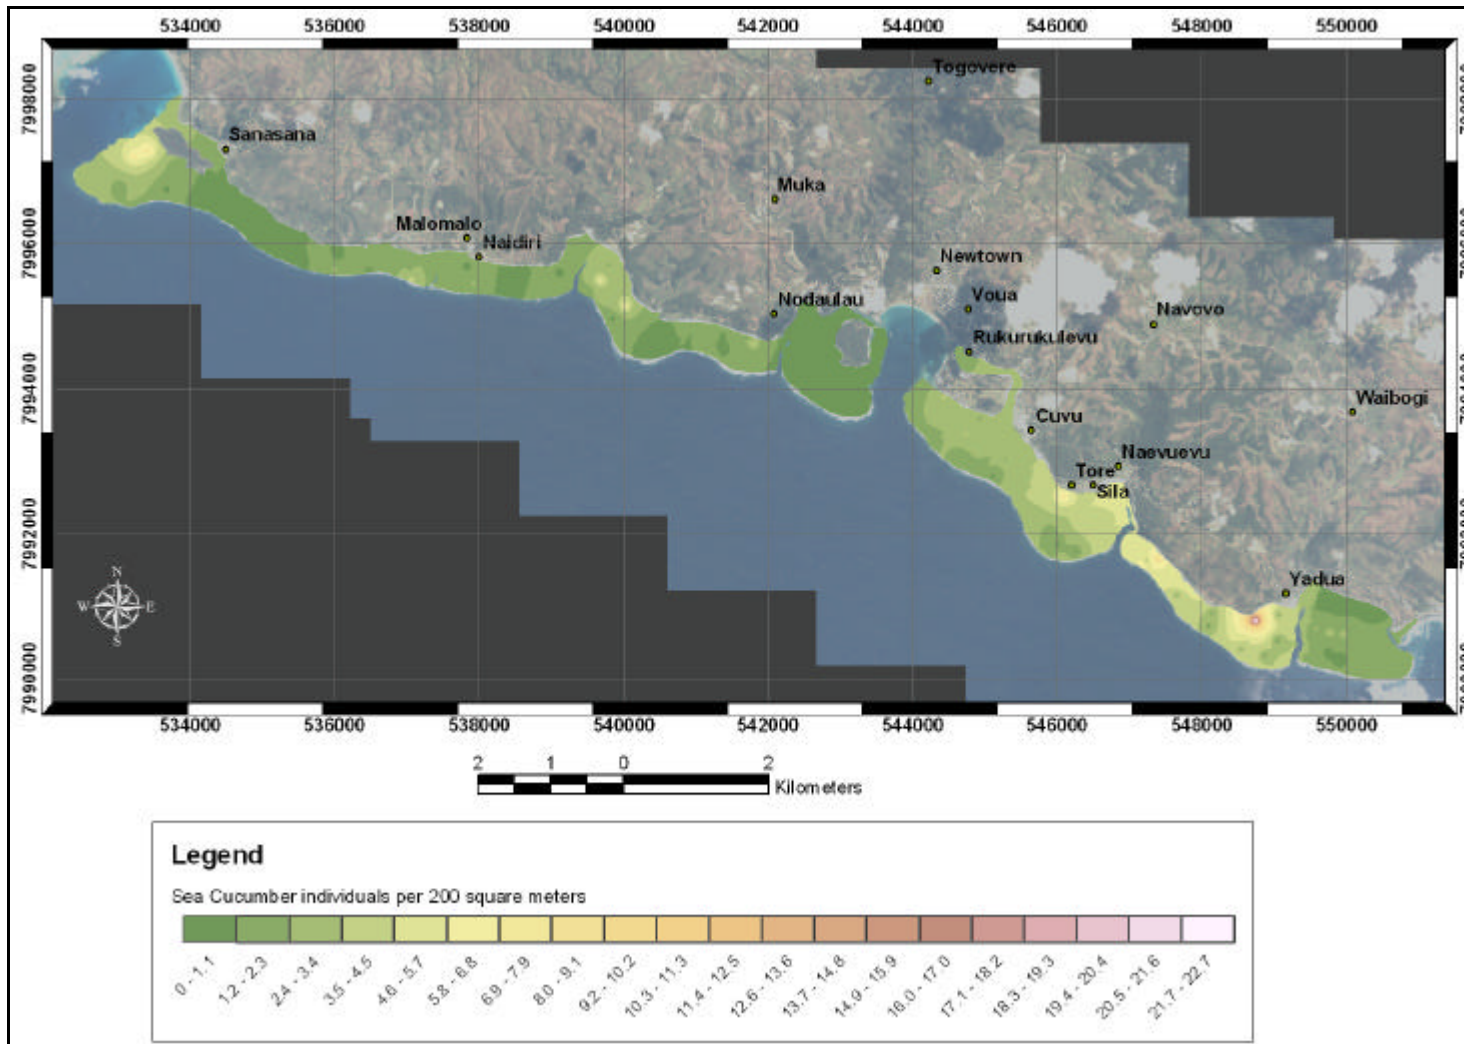 534000 536000 538000 540000 542000 544000 546000 548000 550000
7998000
7996000
7994000
7992000
7990000
Togovere
Sanasana
Muka
Malomalo
Naidiri
Newtown
Nodaulau
Voua
Navovo
Rukurukulevu
Waibogi
Cuvu
Naevuevu
Tore
Sila
Yadua
N
W E
S
534000 536000 538000 540000 542000 544000 546000 548000 550000
2 1 0 2
Kilometers
Legend
Sea Cucumber individuals per 200 square meters
0 - 1.1
1.2 - 2.3
2.4 - 3.4
3.5 - 4.5
4.6 - 5.7
5.8 - 6.8
6.9 - 7.9
8.0 - 9.1
9.2 - 10.2
10.3 - 11.3
11.4 - 12.5
12.6 - 13.6
13.7 - 14.8
14.9 - 15.9
16.0 - 17.0
17.1 - 18.2
18.3 - 19.3
19.4 - 20.4
20.5 - 21.6
21.7 - 22.7